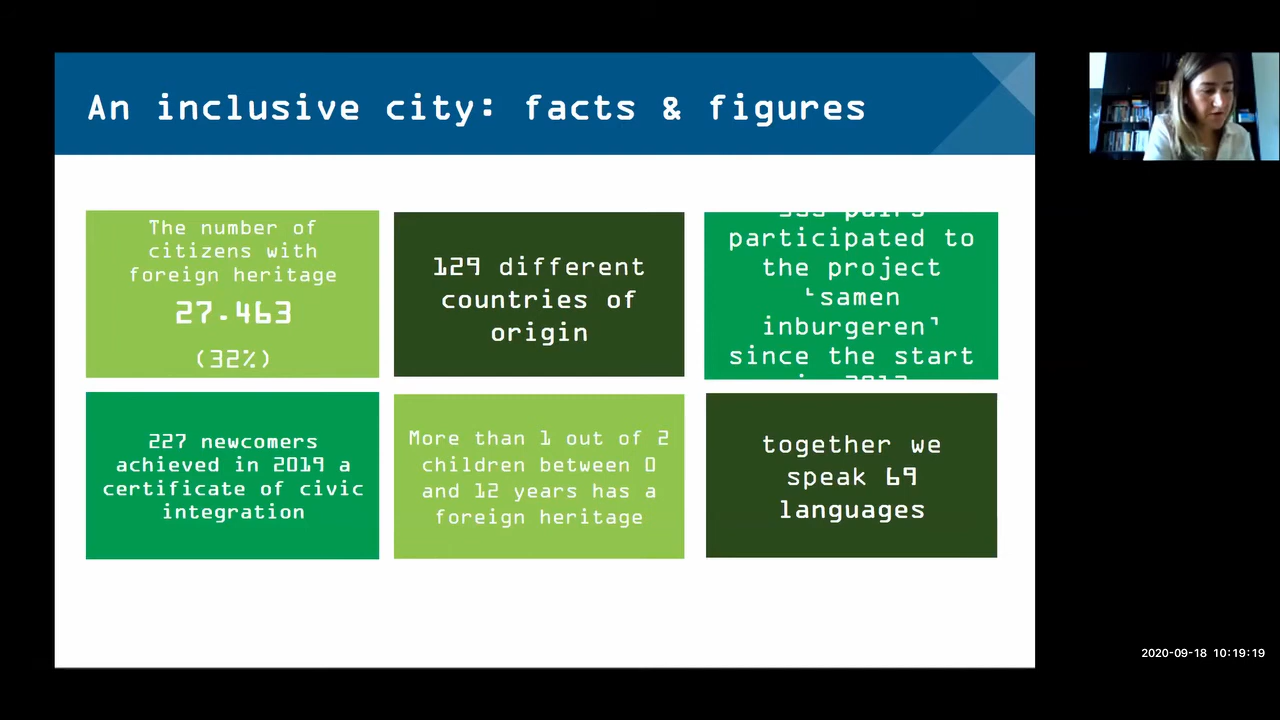 An inclusive city: facts & figures
The number of
citizens with
foreign heritage
27.463
(32%)
129 different
countries of
origin
pairs
participated to
the project
‘samen
inburgeren’
since the start
227 newcomers
achieved in 2019 a
certificate of civic
integration
More than 1 out of 2
children between 0
and 12 years has a
foreign heritage
together we
speak 69
languages
2020-09-18 10:19:19